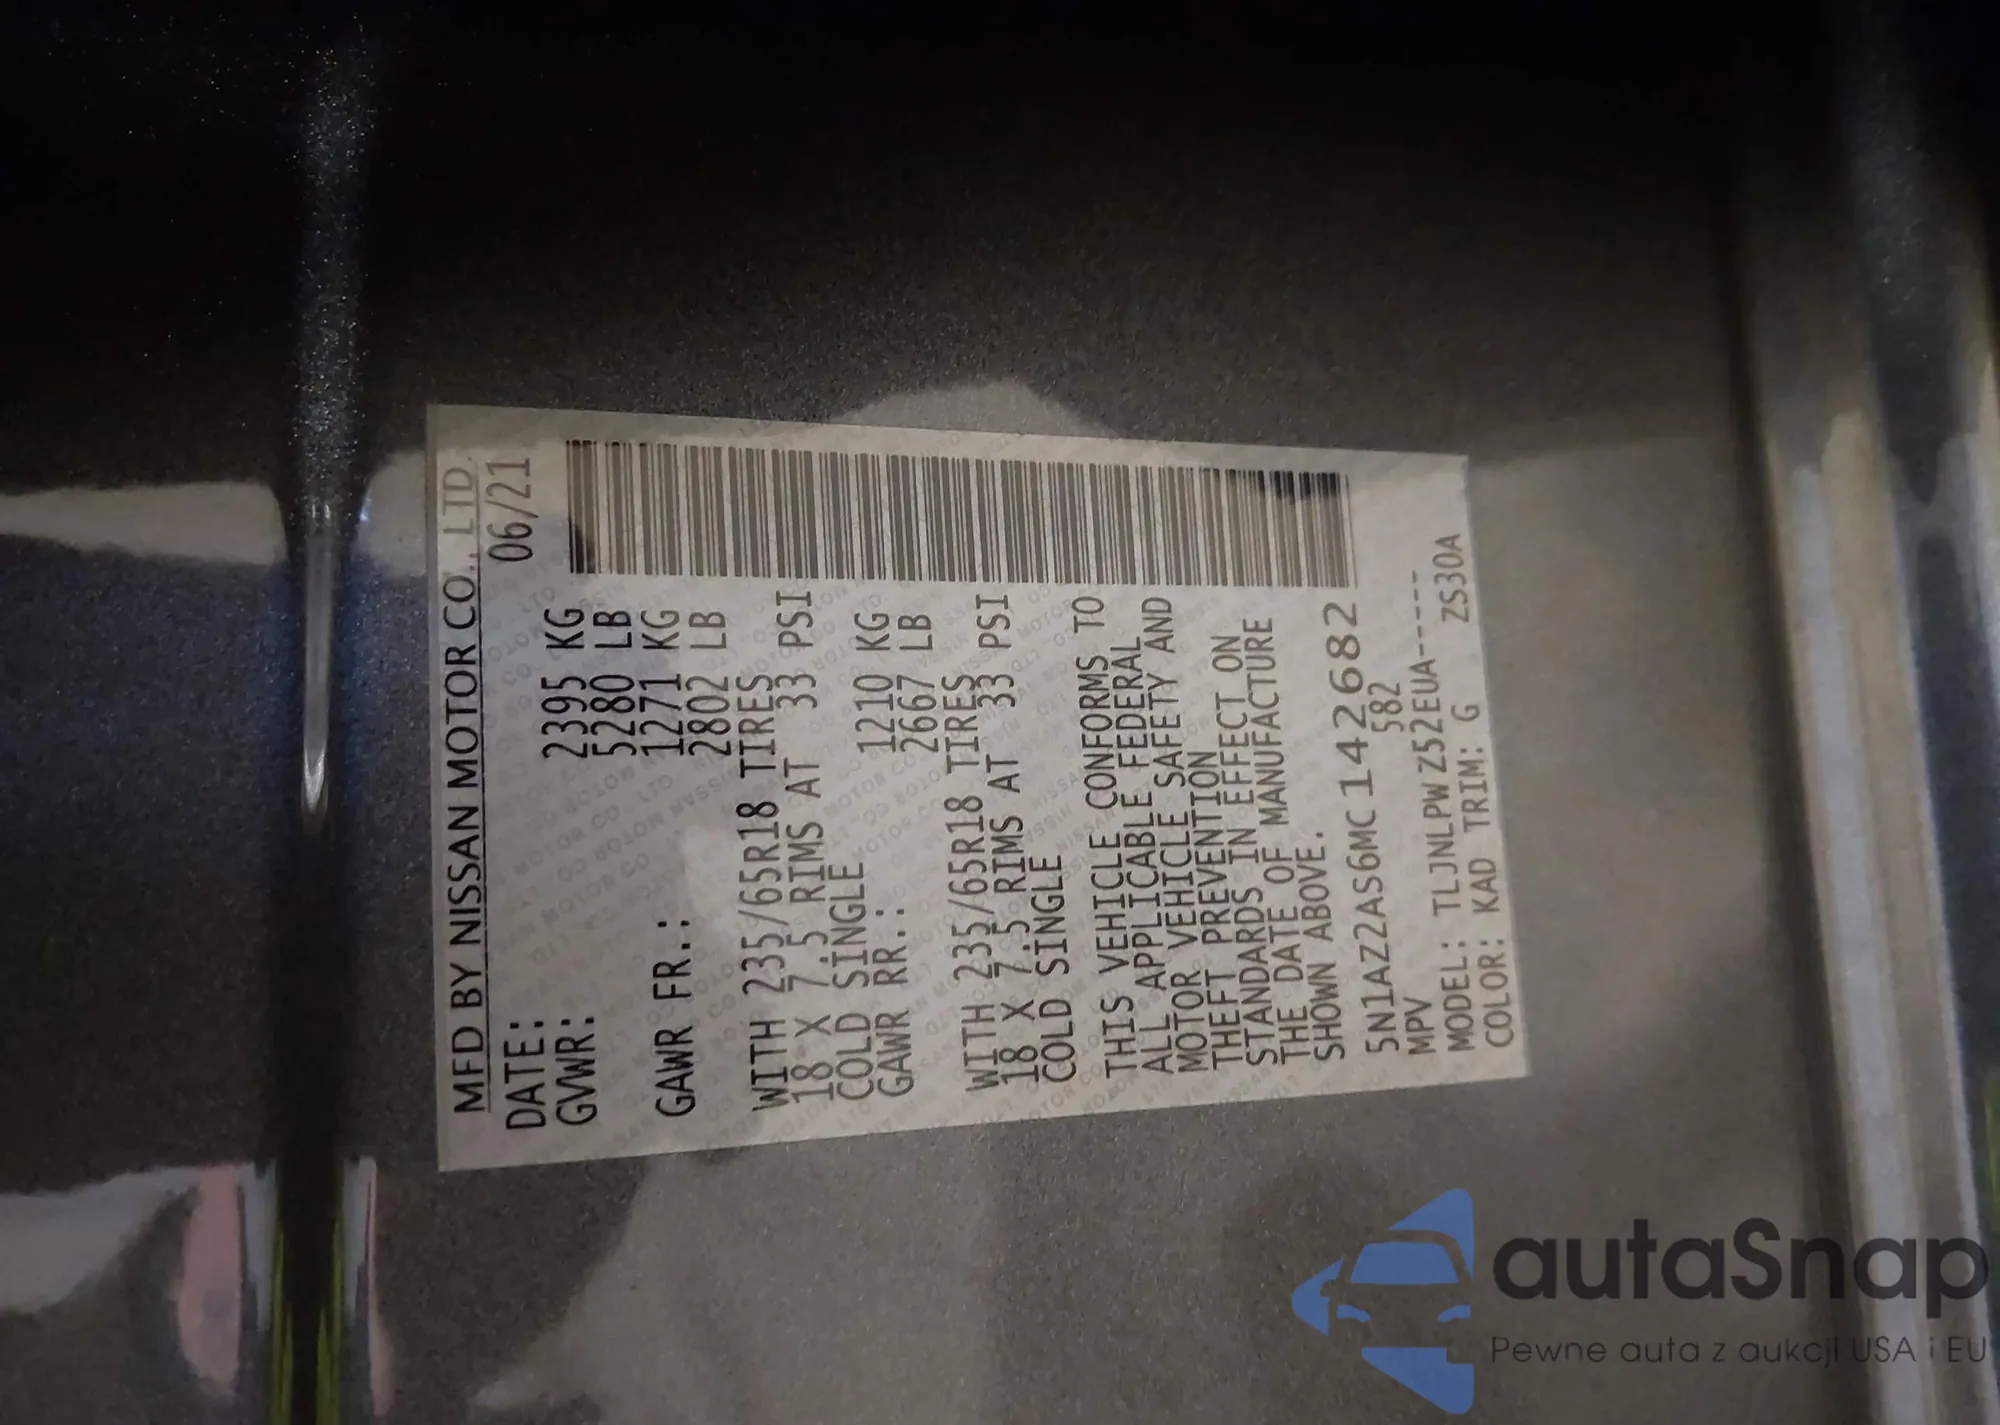 MFD BY NISSAN MOTOR CO., LTD.
DATE: 06/21
GVWR: 2395 KG
5280 LB
GAWR FR.: 1271 KG
2802 LB
WITH 235/65R18 TIRES
18 X 7.5 RIMS AT 33 PSI
COLD SINGLE
GAWR RR.: 1210 KG
2667 LB
WITH 235/65R18 TIRES
18 X 7.5 RIMS AT 33 PSI
COLD SINGLE
THIS VEHICLE CONFORMS TO
ALL APPLICABLE FEDERAL
MOTOR VEHICLE SAFETY AND
THEFT PREVENTION
STANDARDS IN EFFECT ON
THE DATE OF MANUFACTURE
SHOWN ABOVE.
5N1AZ2AS6MC142682
MPV 582
MODEL: TLJNLPWZ52EUA-----
COLOR: KAD TRIM: G ZS30A
autaSnap
Pewne auta z aukcji USA i EU